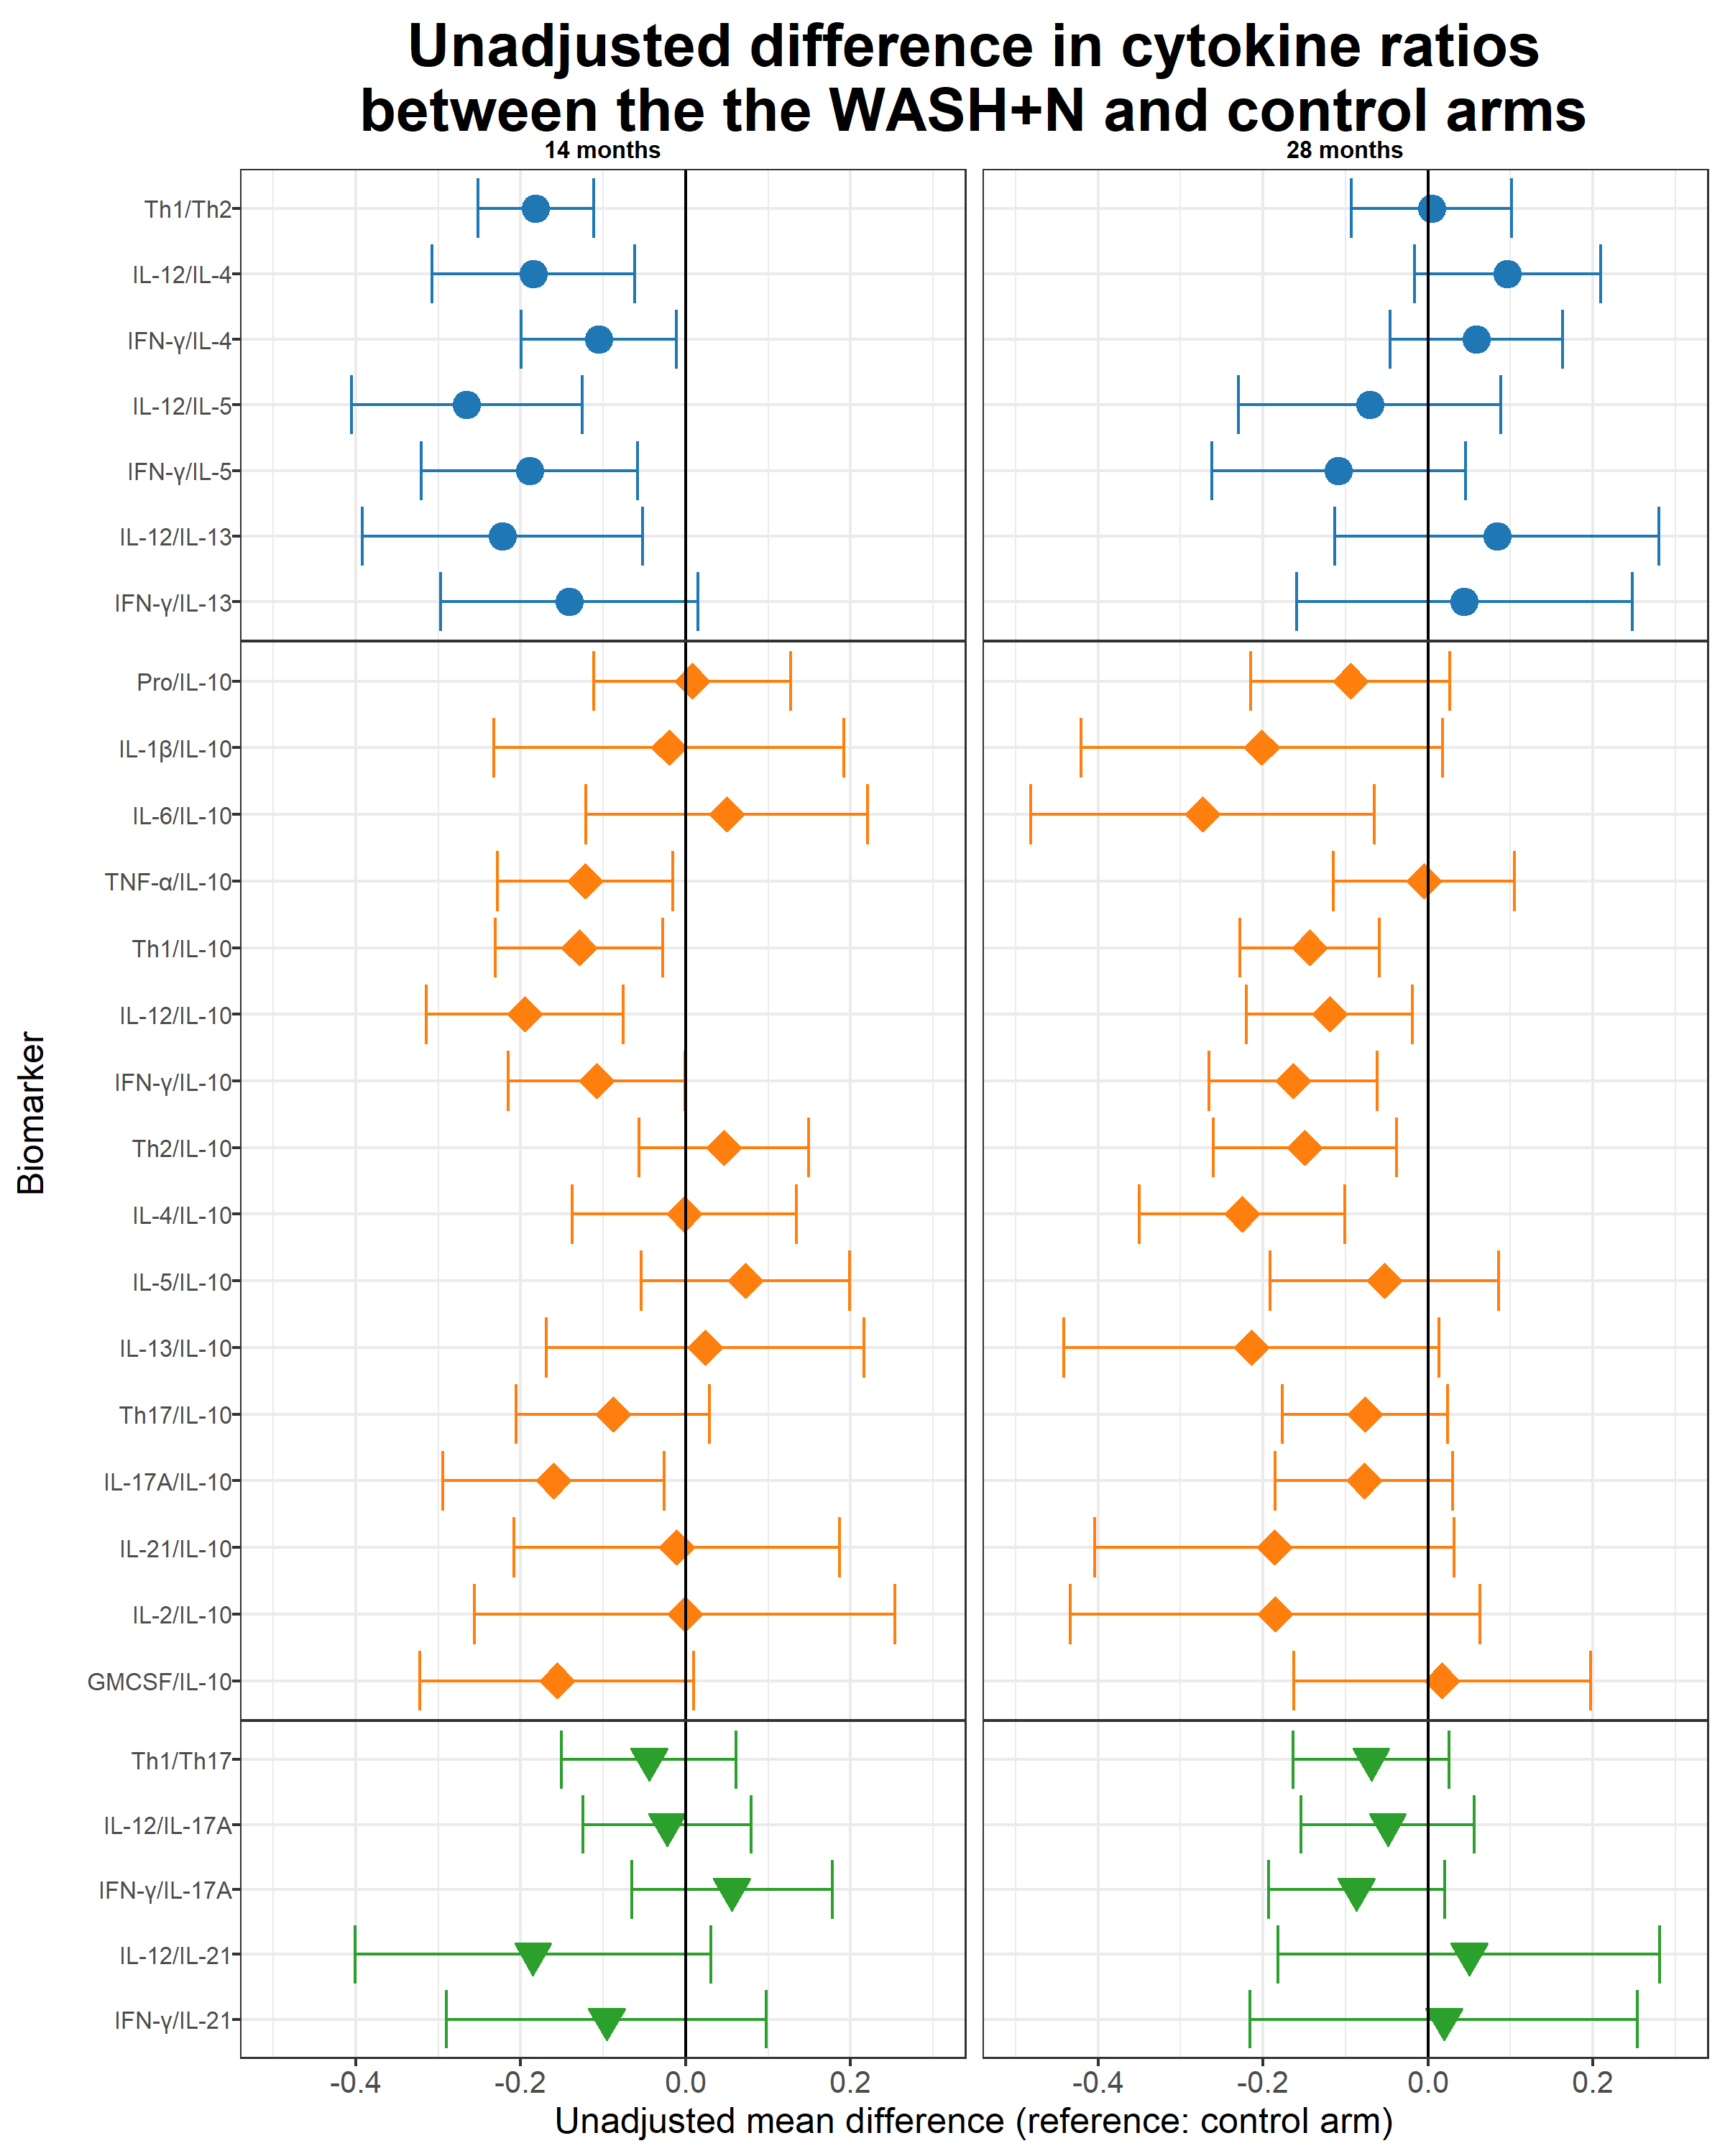 Unadjusted difference in cytokine ratios
between the the WASH+N and control arms
14 months
28 months
Biomarker
Th1/Th2
IL-12/IL-4
IFN-γ/IL-4
IL-12/IL-5
IFN-γ/IL-5
IL-12/IL-13
IFN-γ/IL-13
Pro/IL-10
IL-1β/IL-10
IL-6/IL-10
TNF-α/IL-10
Th1/IL-10
IL-12/IL-10
IFN-γ/IL-10
Th2/IL-10
IL-4/IL-10
IL-5/IL-10
IL-13/IL-10
Th17/IL-10
IL-17A/IL-10
IL-21/IL-10
IL-2/IL-10
GMCSF/IL-10
Th1/Th17
IL-12/IL-17A
IFN-γ/IL-17A
IL-12/IL-21
IFN-γ/IL-21
-0.4 -0.2 0.0 0.2 -0.4 -0.2 0.0 0.2
Unadjusted mean difference (reference: control arm)